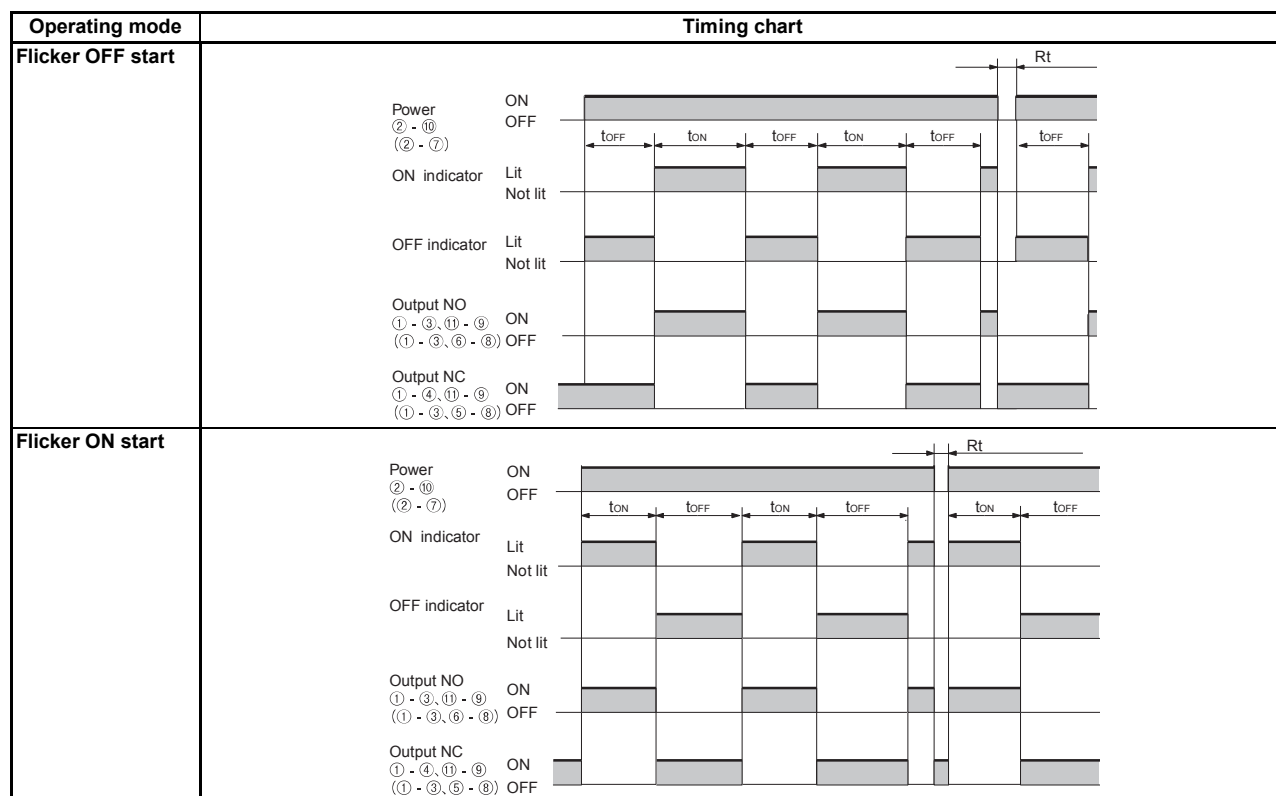 Operating mode
Timing chart
Flicker OFF start
Rt
Power
② - ⑩
(② - ⑦)
ON
OFF
tOFF tON tOFF tON tOFF tOFF
ON indicator
Lit
Not lit
OFF indicator
Lit
Not lit
Output NO
① - ③、⑪ - ⑨
(① - ③、⑥ - ⑧)
ON
OFF
Output NC
① - ④、⑪ - ⑨
(① - ③、⑤ - ⑧)
ON
OFF
Flicker ON start
Rt
Power
② - ⑩
(② - ⑦)
ON
OFF
tON tOFF tON tOFF tON tOFF
ON indicator
Lit
Not lit
OFF indicator
Lit
Not lit
Output NO
① - ③、⑪ - ⑨
(① - ③、⑥ - ⑧)
ON
OFF
Output NC
① - ④、⑪ - ⑨
(① - ③、⑤ - ⑧)
ON
OFF